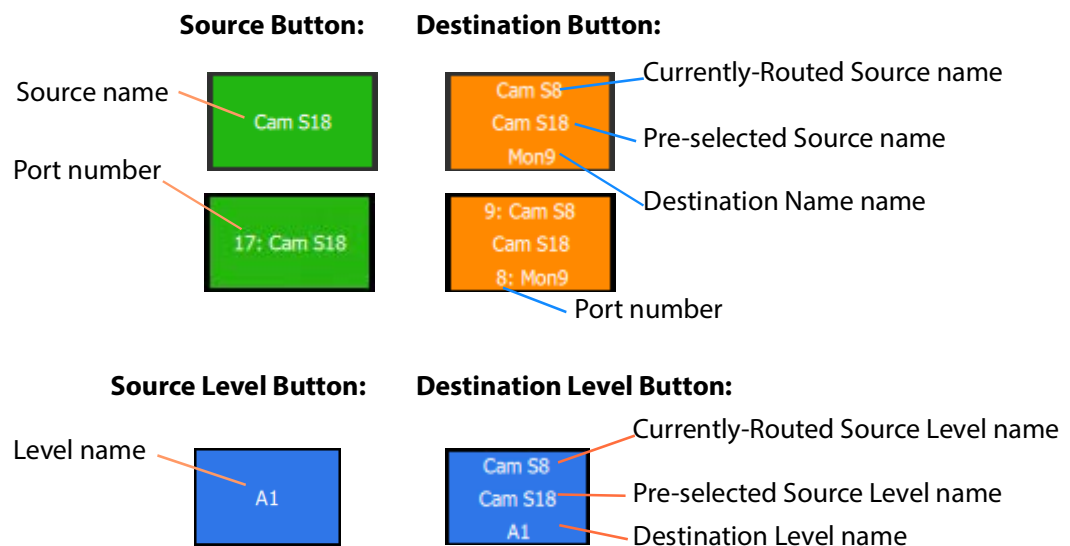 Source Button:
Destination Button:
Source name
Cam S18
Cam S8
Cam S18
Mon9
Currently-Routed Source name
Pre-selected Source name
Destination Name name
Port number
17: Cam S18
9: Cam S8
Cam S18
8: Mon9
Port number
Source Level Button:
Destination Level Button:
Level name
A1
Cam S8
Cam S18
A1
Currently-Routed Source Level name
Pre-selected Source Level name
Destination Level name